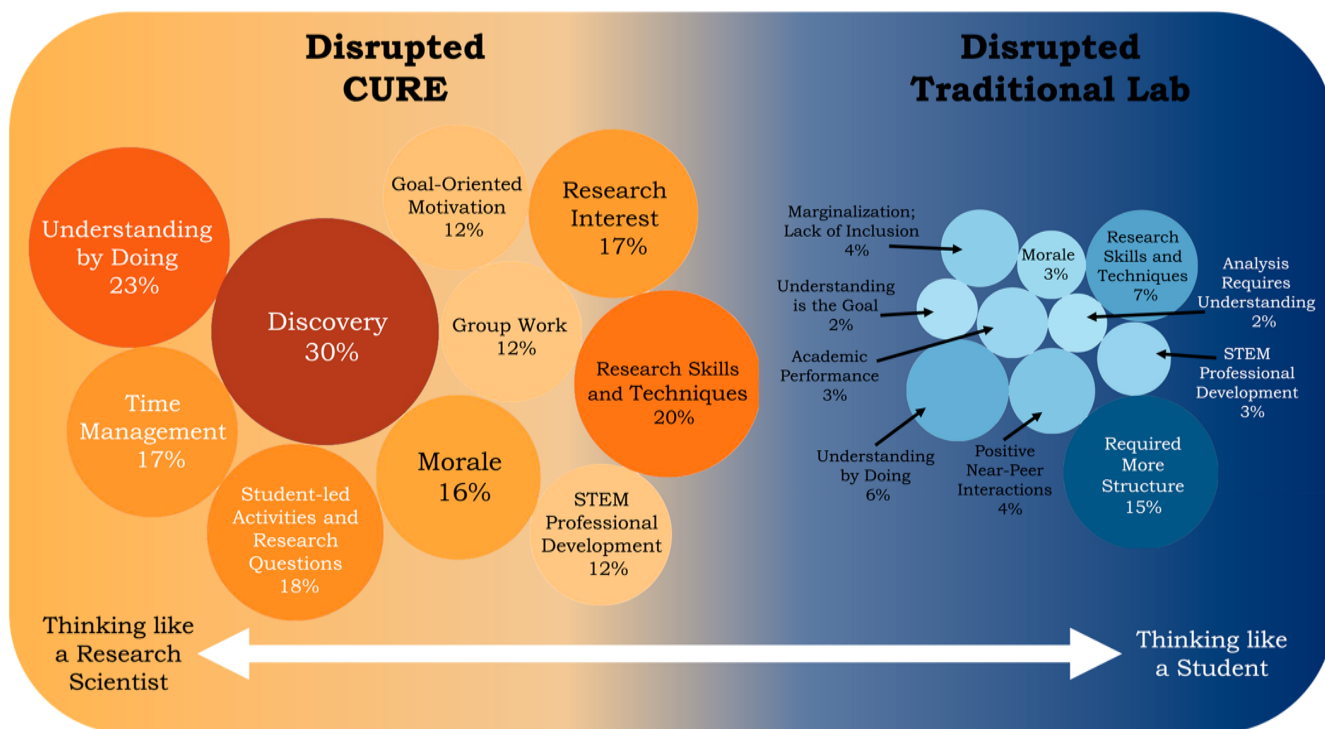 Disrupted
CURE
Disrupted
Traditional Lab
Understanding
by Doing
23%
Discovery
30%
Goal-Oriented
Motivation
12%
Research
Interest
17%
Group Work
12%
Research Skills
and Techniques
20%
Time
Management
17%
Student-led
Activities and
Research
Questions
18%
Morale
16%
STEM
Professional
Development
12%
Marginalization;
Lack of Inclusion
4%
Morale
3%
Research
Skills and
Techniques
7%
Analysis
Requires
Understanding
2%
Understanding
is the Goal
2%
Academic
Performance
3%
STEM
Professional
Development
3%
Understanding
by Doing
6%
Positive
Near-Peer
Interactions
4%
Required
More
Structure
15%
Thinking like
a Research
Scientist
Thinking like
a Student